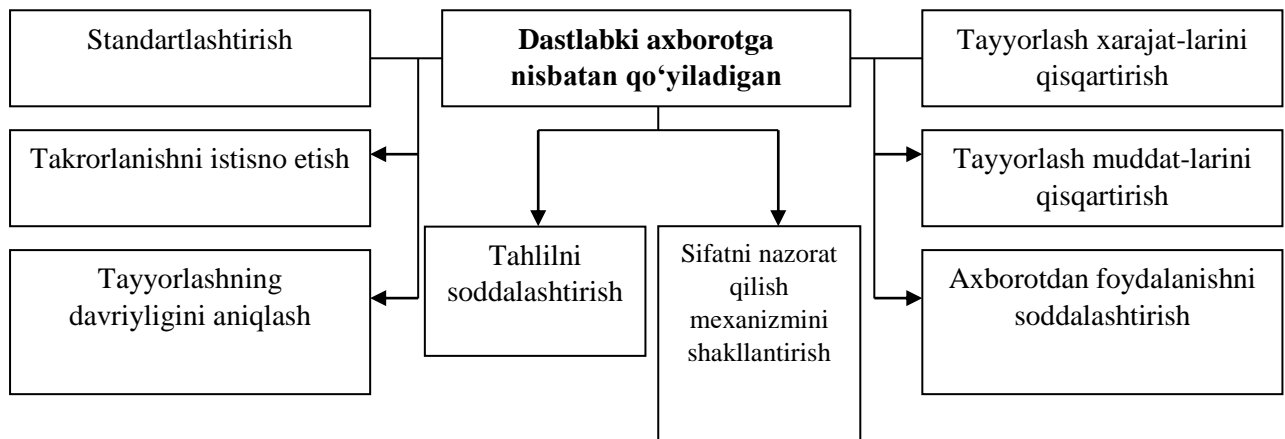 Standartlashtirish
Dastlabki axborotga
nisbatan qo‘yiladigan
Tayyorlash xarajat-larini
qisqartirish
Takrorlanishni istisno etish
Tayyorlash muddat-larini
qisqartirish
Tayyorlashning
davriyligini aniqlash
Tahlilni
soddalashtirish
Sifatni nazorat
qilish
mexanizmini
shakllantirish
Axborotdan foydalanishni
soddalashtirish